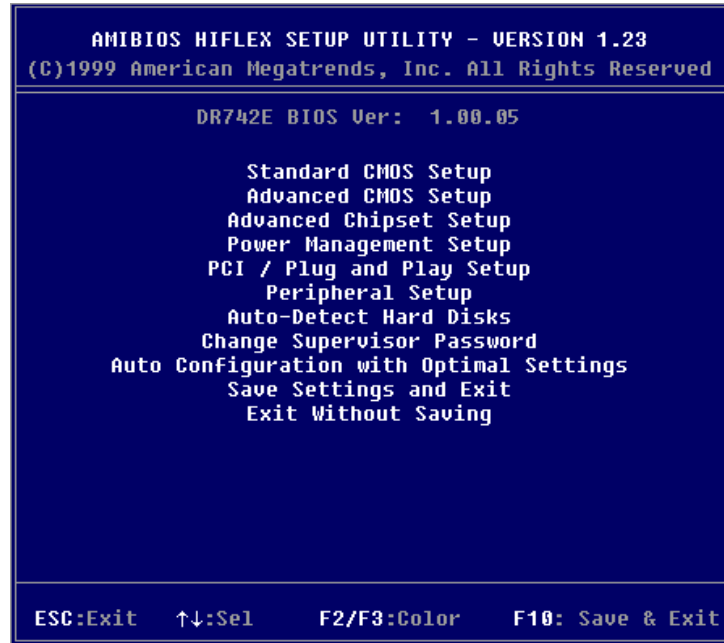 AMIBIOS HIFLEX SETUP UTILITY - VERSION 1.23
(C)1999 American Megatrends, Inc. All Rights Reserved
DR742E BIOS Ver: 1.00.05
Standard CMOS Setup
Advanced CMOS Setup
Advanced Chipset Setup
Power Management Setup
PCI / Plug and Play Setup
Peripheral Setup
Auto-Detect Hard Disks
Change Supervisor Password
Auto Configuration with Optimal Settings
Save Settings and Exit
Exit Without Saving
ESC:Exit ↑↓:Sel F2/F3:Color F10: Save & Exit